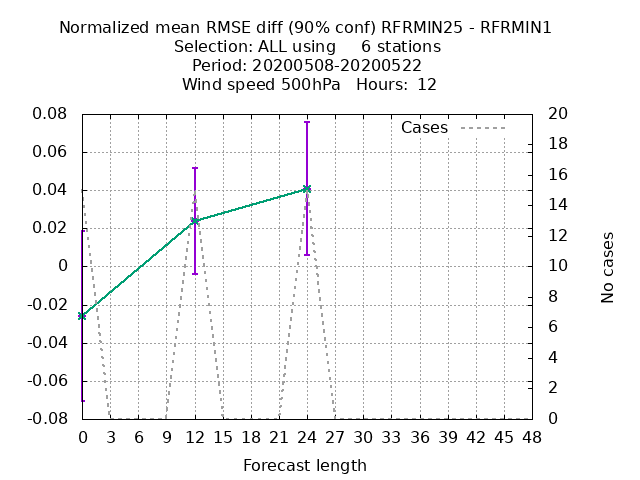 Normalized mean RMSE diff (90% conf) RFRMIN25 - RFRMIN1
Selection: ALL using     6 stations
Period: 20200508-20200522
Wind speed 500hPa   Hours:  12
Cases
0.08
0.06
0.04
0.02
0
-0.02
-0.04
-0.06
-0.08
20
18
16
14
12
10
8
6
4
2
0
No cases
0 3 6 9 12 15 18 21 24 27 30 33 36 39 42 45 48
Forecast length